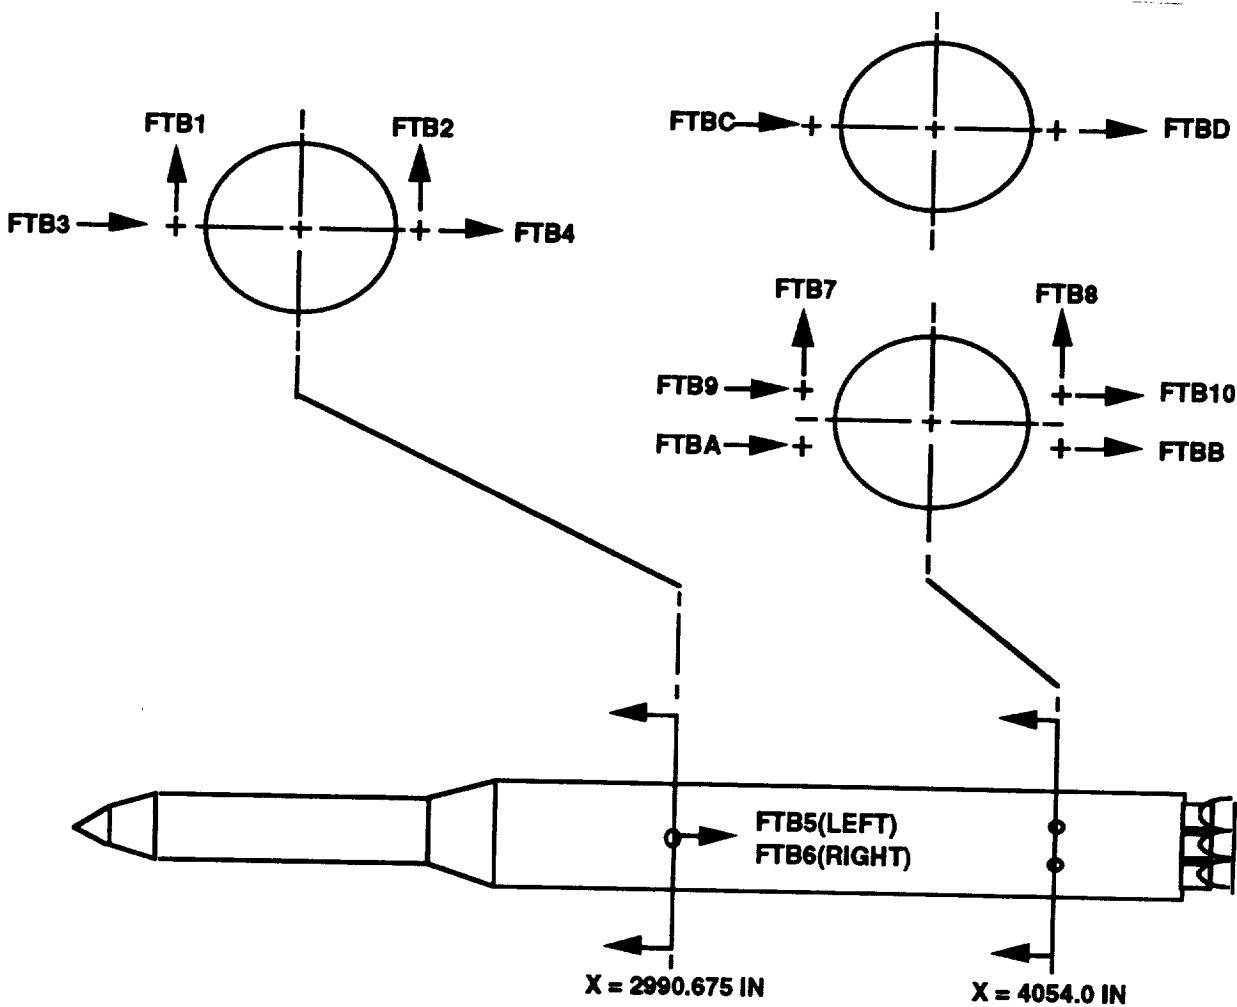 FTB1
FTB2
FTB3
FTB4
FTBC
FTBD
FTB7
FTB8
FTB9
FTB10
FTBA
FTBB
FTB5(LEFT)
FTB6(RIGHT)
X = 2990.675 IN
X = 4054.0 IN